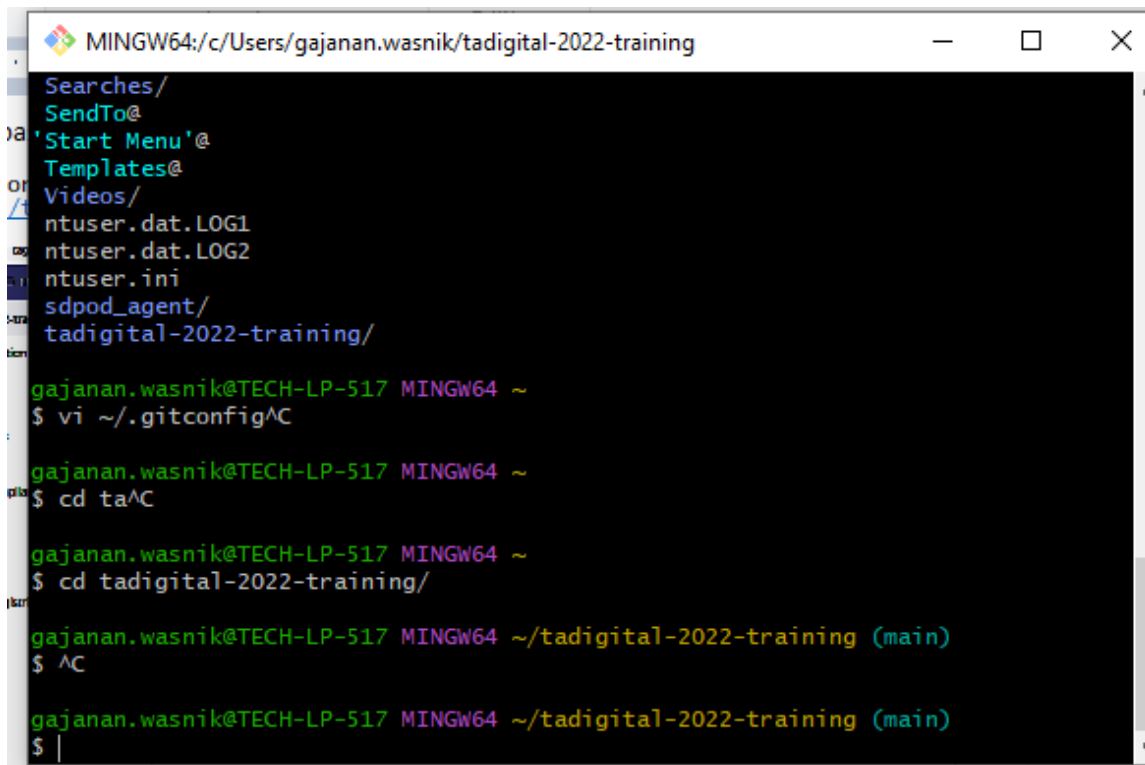 MINGW64:/c/Users/gajanan.wasnik/tadigital-2022-training
Searches/
SendTo@
'Start Menu'@
Templates@
Videos/
ntuser.dat.LOG1
ntuser.dat.LOG2
ntuser.ini
sdpod_agent/
tadigital-2022-training/
gajanan.wasnik@TECH-LP-517 MINGW64 ~
$ vi ~/.gitconfig^C
gajanan.wasnik@TECH-LP-517 MINGW64 ~
$ cd ta^C
gajanan.wasnik@TECH-LP-517 MINGW64 ~
$ cd tadigital-2022-training/
gajanan.wasnik@TECH-LP-517 MINGW64 ~/tadigital-2022-training (main)
$ ^C
gajanan.wasnik@TECH-LP-517 MINGW64 ~/tadigital-2022-training (main)
$